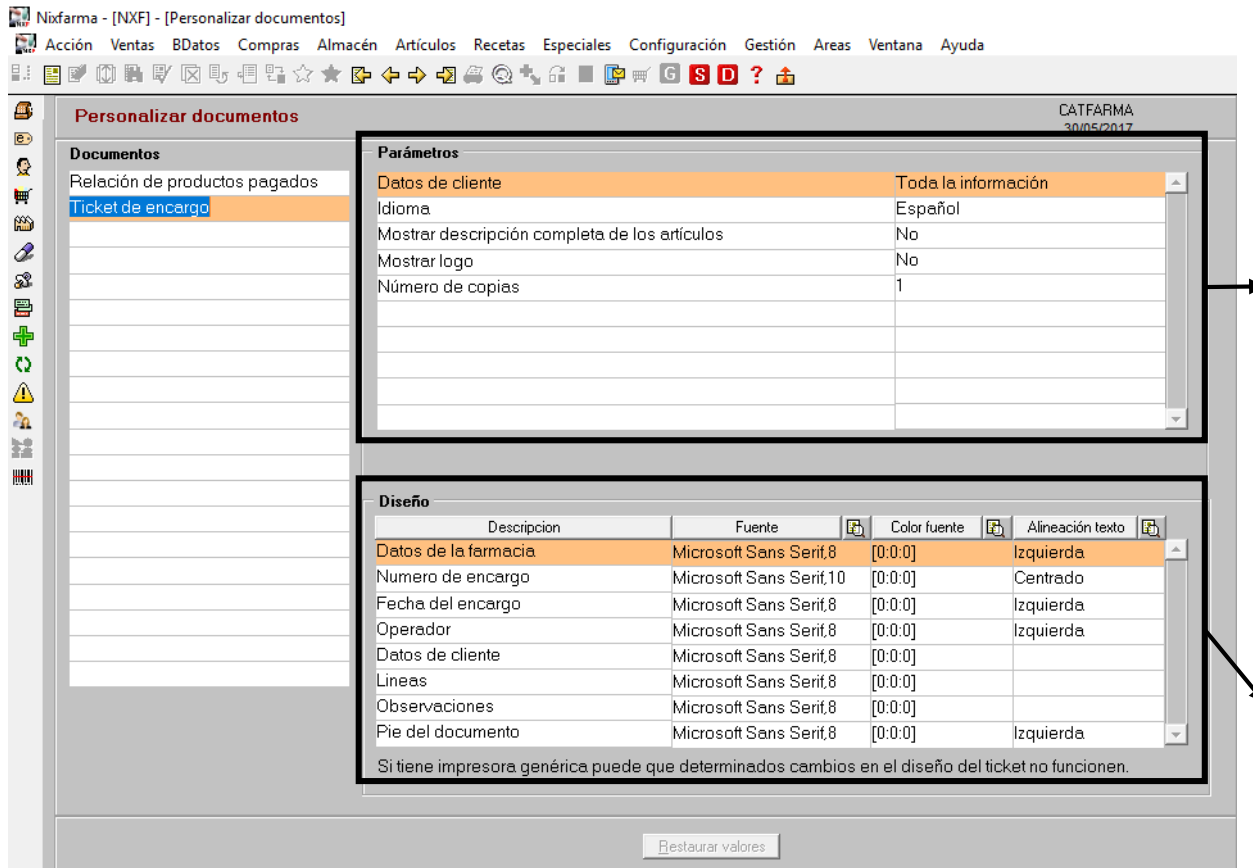 Nixfarma - [NXF] - [Personalizar documentos]
Acción Ventas BDatos Compras Almacén Artículos Recetas Especiales Configuración Gestión Areas Ventana Ayuda
G S D ?
Personalizar documentos
CATFARMA
30/05/2017
Documentos
Relación de productos pagados
Ticket de encargo
Parámetros
Datos de cliente Toda la información
Idioma Español
Mostrar descripción completa de los artículos No
Mostrar logo No
Número de copias 1
Diseño
Descripcion Fuente Color fuente Alineación texto
Datos de la farmacia Microsoft Sans Serif,8 [0:0:0] Izquierda
Numero de encargo Microsoft Sans Serif,10 [0:0:0] Centrado
Fecha del encargo Microsoft Sans Serif,8 [0:0:0] Izquierda
Operador Microsoft Sans Serif,8 [0:0:0] Izquierda
Datos de cliente Microsoft Sans Serif,8 [0:0:0]
Lineas Microsoft Sans Serif,8 [0:0:0]
Observaciones Microsoft Sans Serif,8 [0:0:0]
Pie del documento Microsoft Sans Serif,8 [0:0:0] Izquierda
Si tiene impresora genérica puede que determinados cambios en el diseño del ticket no funcionen.
Restaurar valores